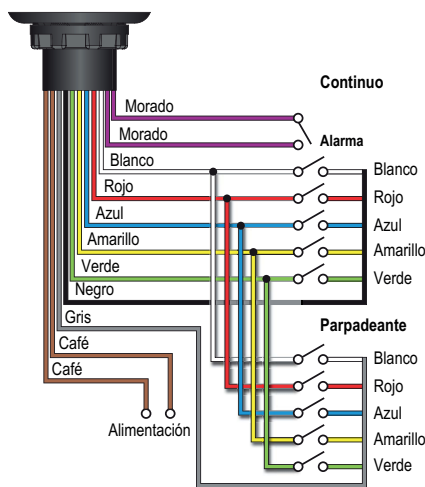 Continuo
Morado
Morado
Alarma
Blanco
Blanco
Rojo
Rojo
Azul
Azul
Amarillo
Amarillo
Verde
Verde
Negro
Gris
Parpadeante
Café
Blanco
Café
Rojo
Azul
Alimentación
Amarillo
Verde